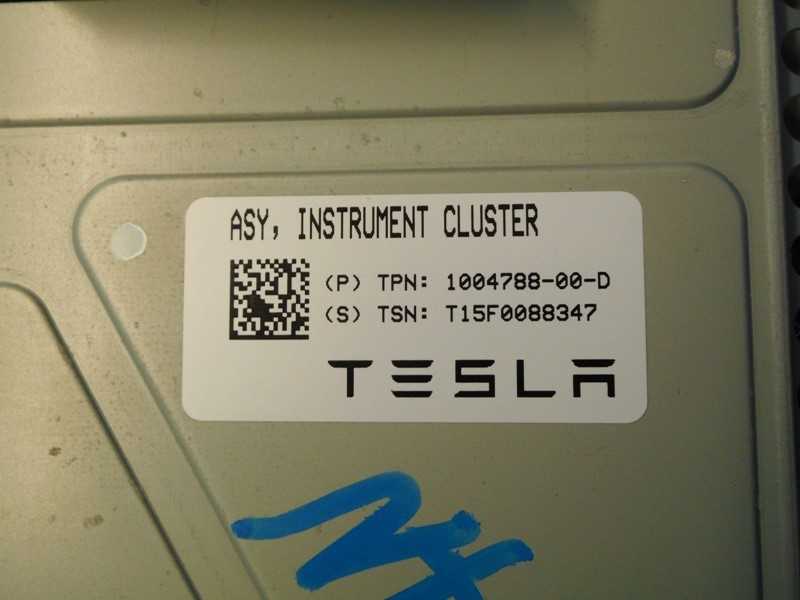 ASY, INSTRUMENT CLUSTER
(P) TPN: 1004788-00-D
(S) TSN: T15F0088347
TESLA